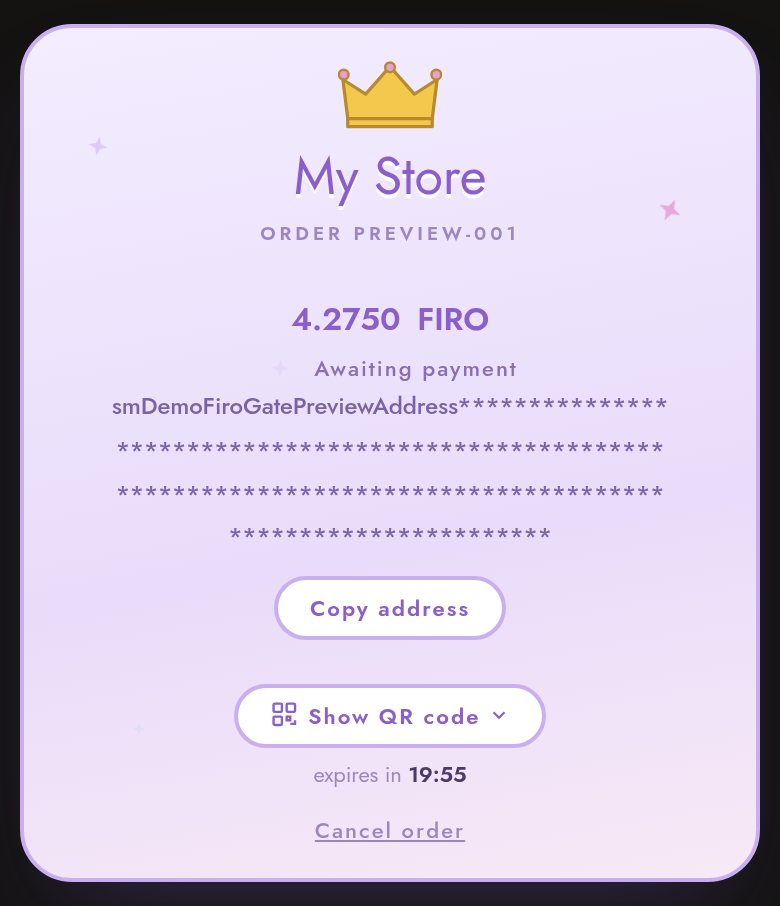 My Store
ORDER PREVIEW-001
4.2750 FIRO
Awaiting payment
smDemoFiroGatePreviewAddress***************
***************************************
***************************************
***********************
Copy address
Show QR code
expires in 19:55
Cancel order